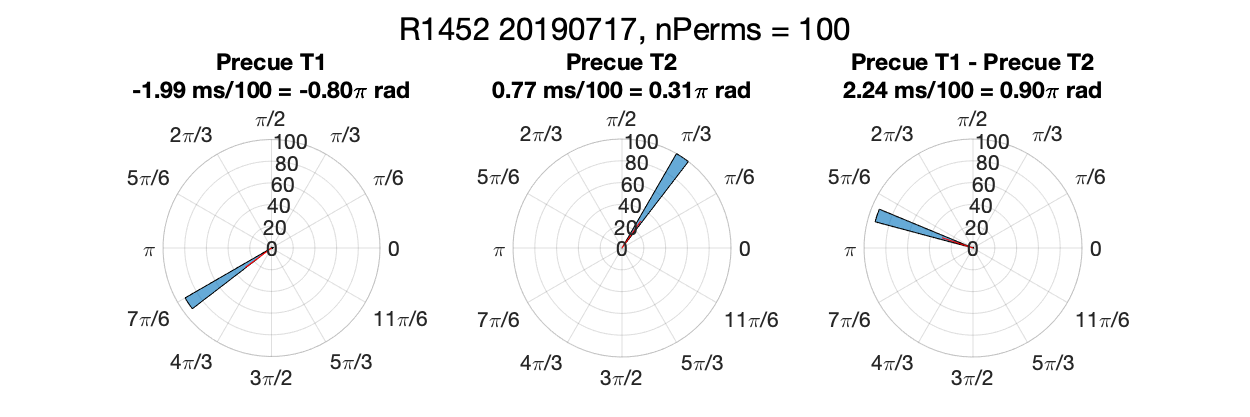 R1452 20190717, nPerms = 100
Precue T1
-1.99 ms/100 = -0.80π rad
π/2
2π/3
π/3
5π/6
π/6
π
0
7π/6
11π/6
4π/3
5π/3
3π/2
100
80
60
40
20
0
Precue T2
0.77 ms/100 = 0.31π rad
π/2
2π/3
π/3
5π/6
π/6
π
0
7π/6
11π/6
4π/3
5π/3
3π/2
100
80
60
40
20
0
Precue T1 - Precue T2
2.24 ms/100 = 0.90π rad
π/2
2π/3
π/3
5π/6
π/6
π
0
7π/6
11π/6
4π/3
5π/3
3π/2
100
80
60
40
20
0